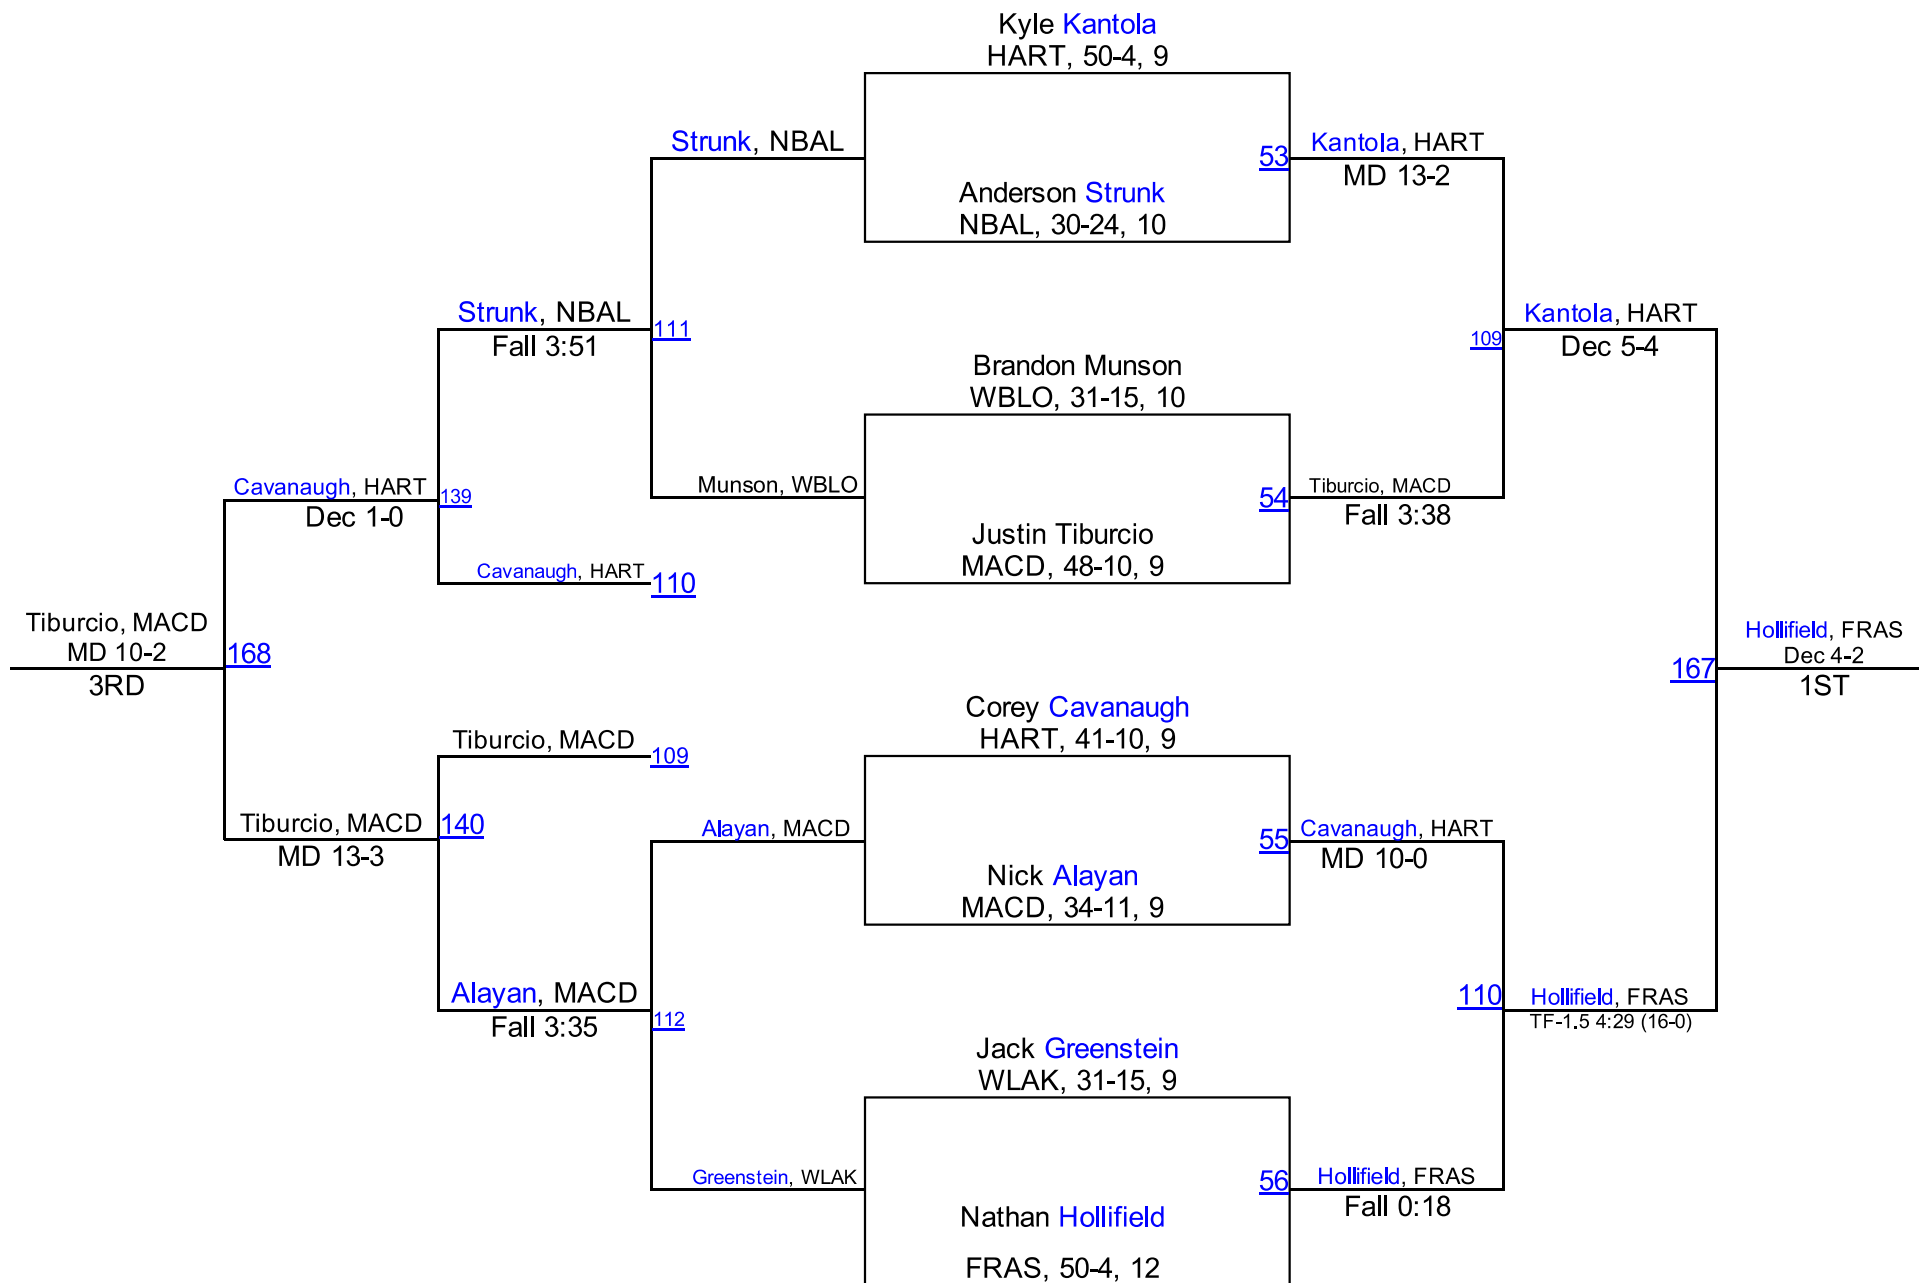 Kyle Kantola
HART, 50-4, 9
Strunk, NBAL
53
Kantola, HART
MD 13-2
Anderson Strunk
NBAL, 30-24, 10
Strunk, NBAL
Fall 3:51
111
109
Kantola, HART
Dec 5-4
Brandon Munson
WBLO, 31-15, 10
Cavanaugh, HART
Dec 1-0
139
Munson, WBLO
54
Tiburcio, MACD
Fall 3:38
Justin Tiburcio
MACD, 48-10, 9
Cavanaugh, HART
110
Tiburcio, MACD
MD 10-2
3RD
168
167
Hollifield, FRAS
Dec 4-2
1ST
Corey Cavanaugh
HART, 41-10, 9
Tiburcio, MACD
109
Tiburcio, MACD
MD 13-3
140
Alayan, MACD
55
Cavanaugh, HART
MD 10-0
Nick Alayan
MACD, 34-11, 9
Alayan, MACD
Fall 3:35
112
110
Hollifield, FRAS
TF-1.5 4:29 (16-0)
Jack Greenstein
WLAK, 31-15, 9
Greenstein, WLAK
56
Hollifield, FRAS
Fall 0:18
Nathan Hollifield
FRAS, 50-4, 12